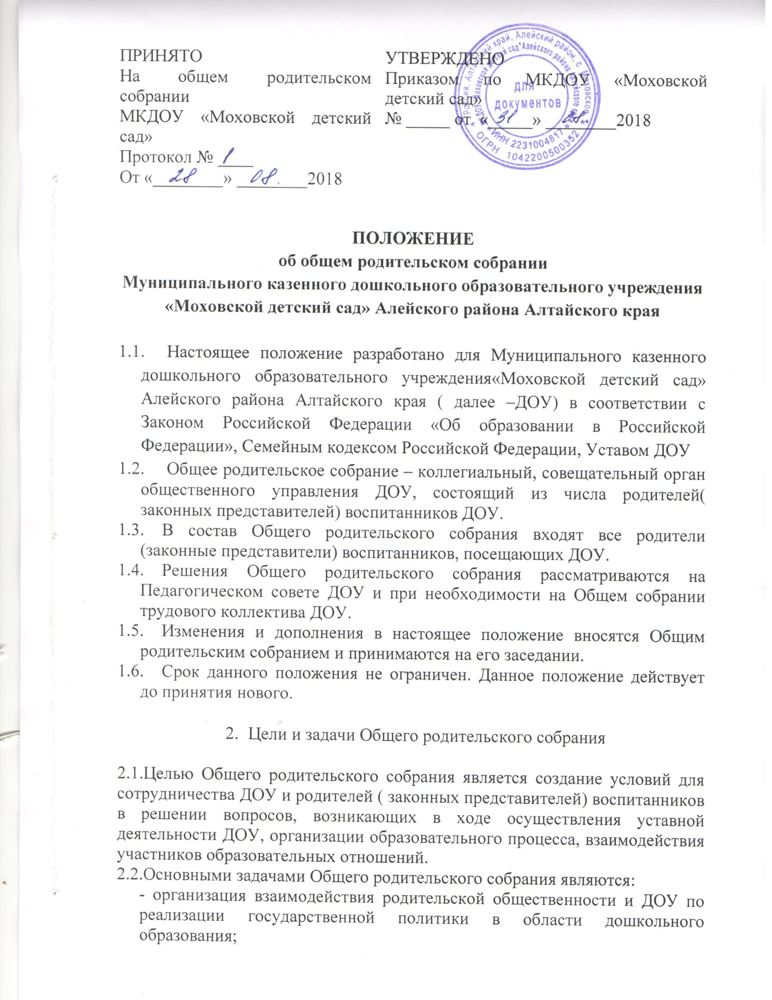 ПРИНЯТО
На общем родительском
собрании
МКДОУ «Моховской детский
сад»
Протокол № 1
От « 28 » 08. 2018
УТВЕРЖДЕНО
Приказом по МКДОУ «Моховской
детский сад»
№ _____ от « 31 » 08. 2018
Россия, Алтайский край, Алейский район, с. Моховское
МКДОУ "Моховской детский сад" Алейского района Алтайского края
* ИНН 2231004817 *
* ОГРН 1042200500352 *
для
документов
ПОЛОЖЕНИЕ
об общем родительском собрании
Муниципального казенного дошкольного образовательного учреждения
«Моховской детский сад» Алейского района Алтайского края
1.1. Настоящее положение разработано для Муниципального казенного
дошкольного образовательного учреждения«Моховской детский сад»
Алейского района Алтайского края ( далее –ДОУ) в соответствии с
Законом Российской Федерации «Об образовании в Российской
Федерации», Семейным кодексом Российской Федерации, Уставом ДОУ
1.2. Общее родительское собрание – коллегиальный, совещательный орган
общественного управления ДОУ, состоящий из числа родителей(
законных представителей) воспитанников ДОУ.
1.3. В состав Общего родительского собрания входят все родители
(законные представители) воспитанников, посещающих ДОУ.
1.4. Решения Общего родительского собрания рассматриваются на
Педагогическом совете ДОУ и при необходимости на Общем собрании
трудового коллектива ДОУ.
1.5. Изменения и дополнения в настоящее положение вносятся Общим
родительским собранием и принимаются на его заседании.
1.6. Срок данного положения не ограничен. Данное положение действует
до принятия нового.
2. Цели и задачи Общего родительского собрания
2.1.Целью Общего родительского собрания является создание условий для
сотрудничества ДОУ и родителей ( законных представителей) воспитанников
в решении вопросов, возникающих в ходе осуществления уставной
деятельности ДОУ, организации образовательного процесса, взаимодействия
участников образовательных отношений.
2.2.Основными задачами Общего родительского собрания являются:
- организация взаимодействия родительской общественности и ДОУ по
реализации государственной политики в области дошкольного
образования;